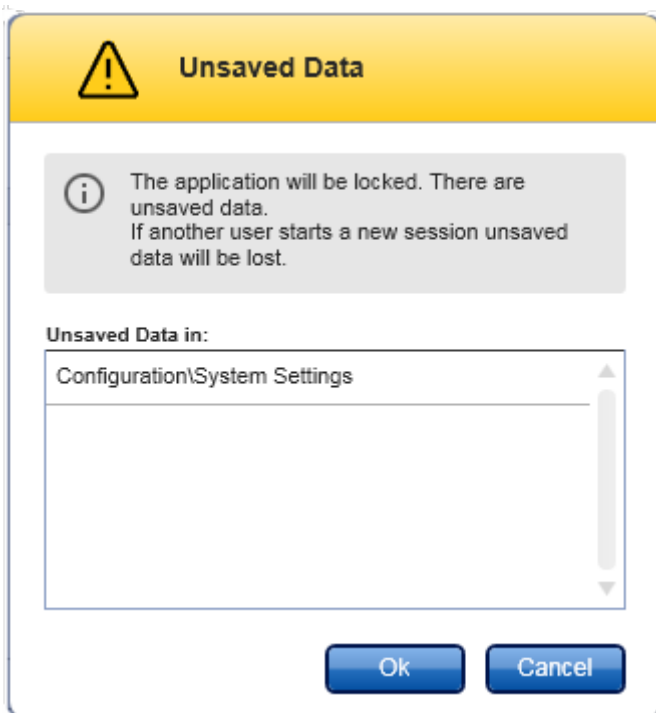 Unsaved Data
The application will be locked. There are
unsaved data.
If another user starts a new session unsaved
data will be lost.
Unsaved Data in:
Configuration\System Settings
Ok
Cancel